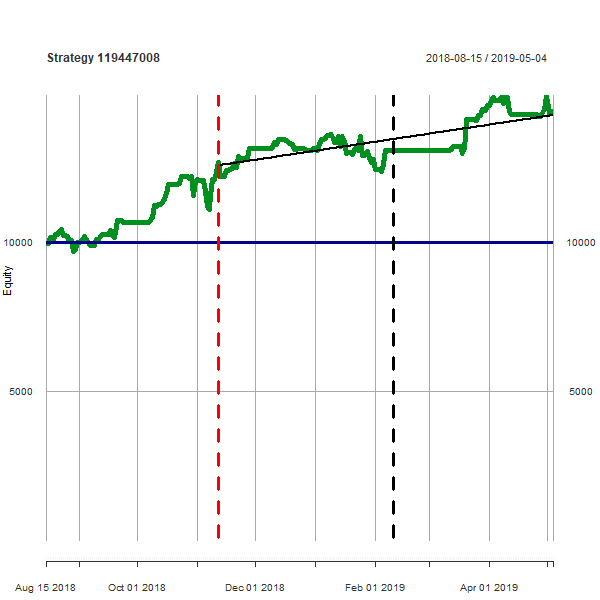 Strategy 119447008
2018-08-15 / 2019-05-04
10000
10000
Equity
5000
5000
Aug 15 2018
Oct 01 2018
Dec 01 2018
Feb 01 2019
Apr 01 2019